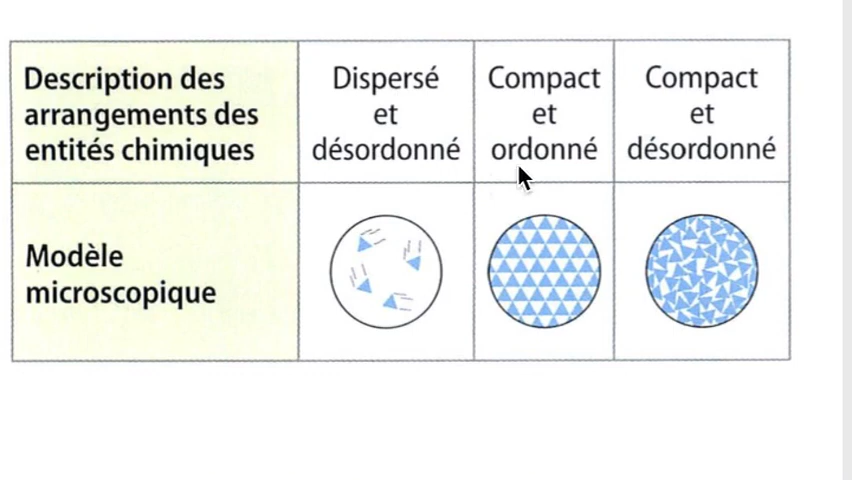 Description des
arrangements des
entités chimiques
Dispersé
et
désordonné
Compact
et
ordonné
Compact
et
désordonné
Modèle
microscopique